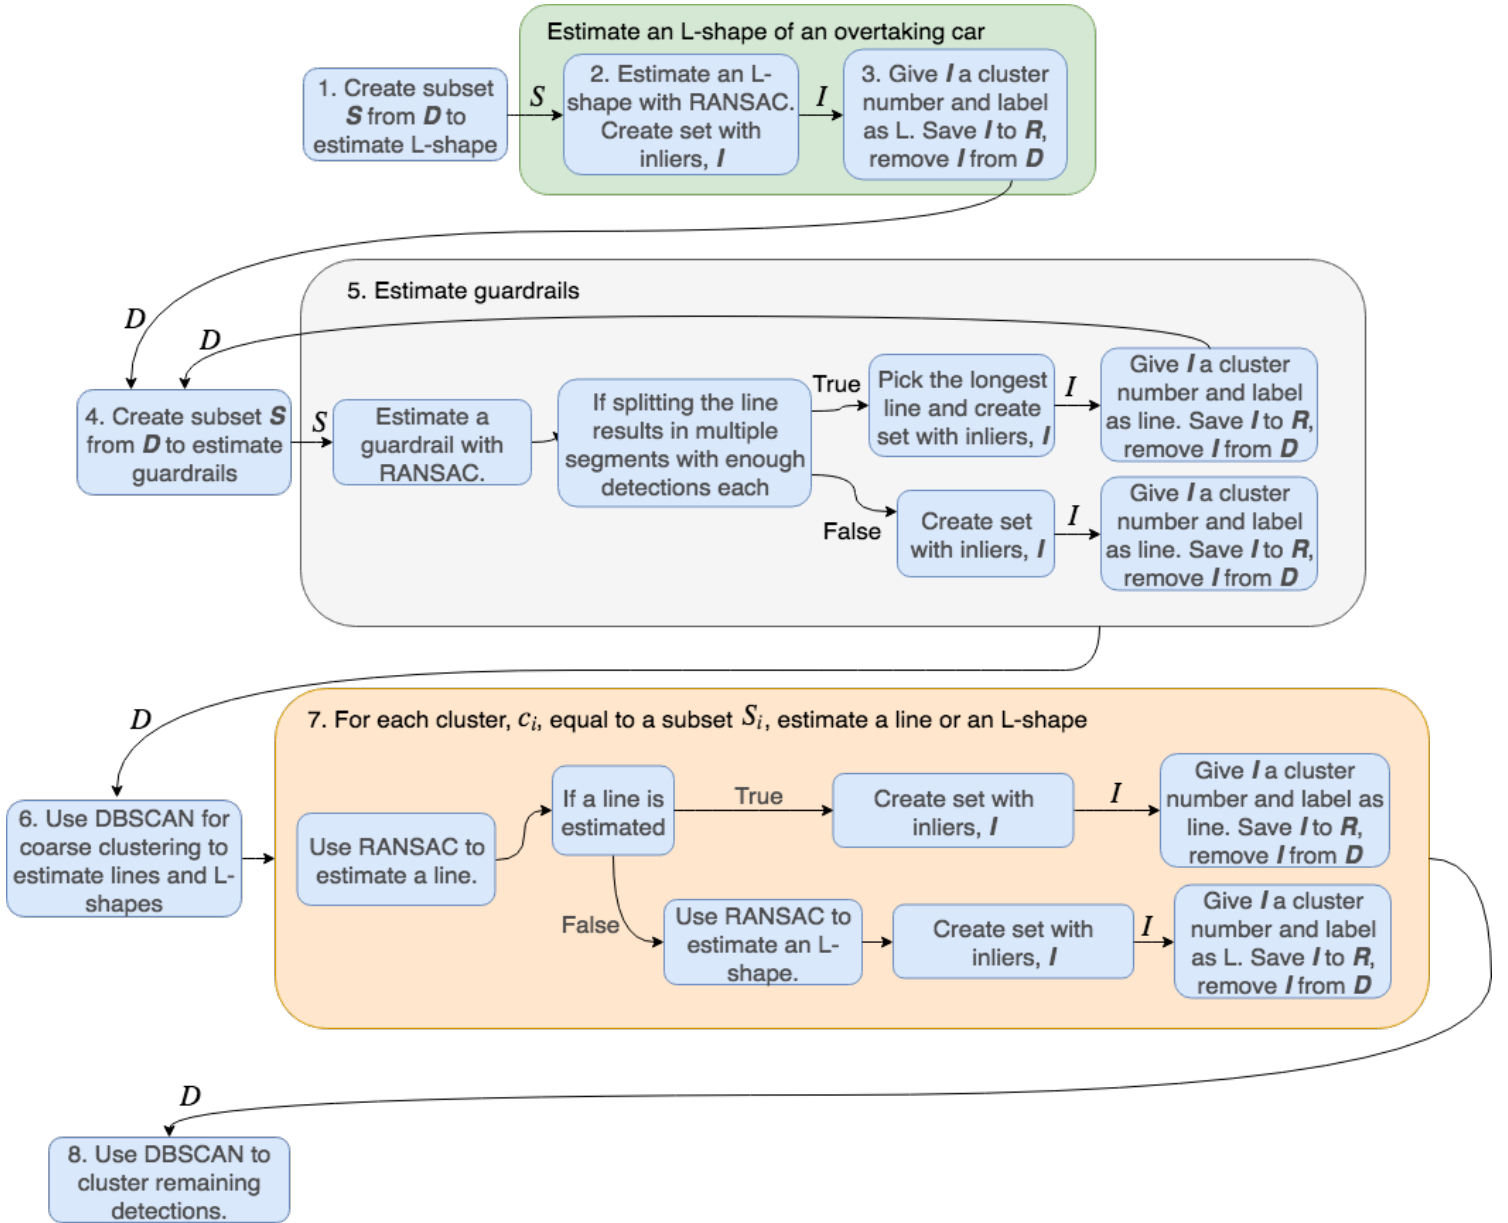 Estimate an L-shape of an overtaking car
1. Create subset
S from D to
estimate L-shape
S
2. Estimate an L-
shape with RANSAC.
Create set with
inliers, I
I
3. Give I a cluster
number and label
as L. Save I to R,
remove I from D
D
5. Estimate guardrails
D
4. Create subset S
from D to estimate
guardrails
S
Estimate a
guardrail with
RANSAC.
If splitting the line
results in multiple
segments with enough
detections each
True
Pick the longest
line and create
set with inliers, I
I
Give I a cluster
number and label
as line. Save I to R,
remove I from D
False
Create set
with inliers, I
I
Give I a cluster
number and label
as line. Save I to R,
remove I from D
D
7. For each cluster, ci, equal to a subset Si, estimate a line or an L-shape
6. Use DBSCAN for
coarse clustering to
estimate lines and L-
shapes
Use RANSAC to
estimate a line.
If a line is
estimated
True
Create set with
inliers, I
I
Give I a cluster
number and label as
line. Save I to R,
remove I from D
False
Use RANSAC to
estimate an L-
shape.
Create set with
inliers, I
I
Give I a cluster
number and label
as L. Save I to R,
remove I from D
D
8. Use DBSCAN to
cluster remaining
detections.